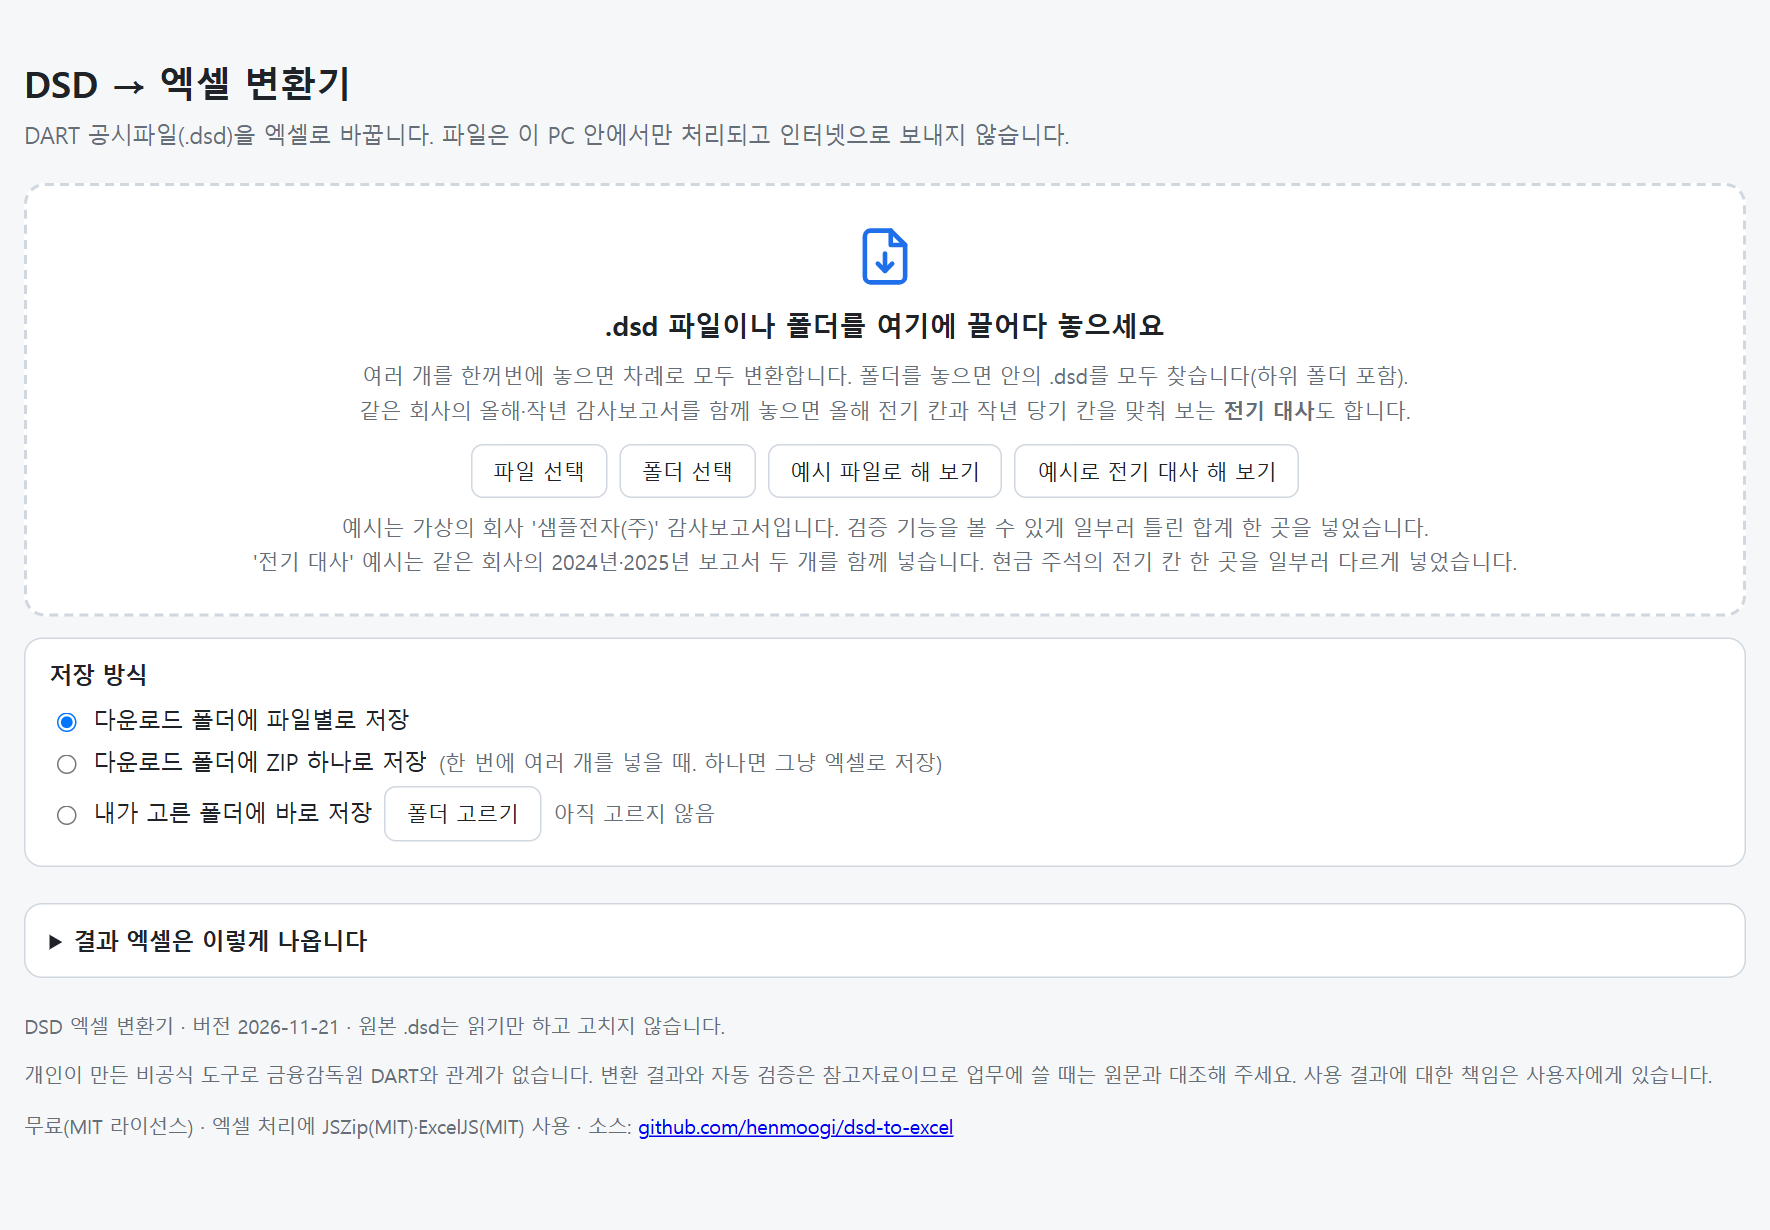 DSD → 엑셀 변환기
DART 공시파일(.dsd)을 엑셀로 바꿉니다. 파일은 이 PC 안에서만 처리되고 인터넷으로 보내지 않습니다.
.dsd 파일이나 폴더를 여기에 끌어다 놓으세요
여러 개를 한꺼번에 놓으면 차례로 모두 변환합니다. 폴더를 놓으면 안의 .dsd를 모두 찾습니다(하위 폴더 포함).
같은 회사의 올해·작년 감사보고서를 함께 놓으면 올해 전기 칸과 작년 당기 칸을 맞춰 보는 전기 대사도 합니다.
파일 선택 폴더 선택 예시 파일로 해 보기 예시로 전기 대사 해 보기
예시는 가상의 회사 '샘플전자(주)' 감사보고서입니다. 검증 기능을 볼 수 있게 일부러 틀린 합계 한 곳을 넣었습니다.
'전기 대사' 예시는 같은 회사의 2024년·2025년 보고서 두 개를 함께 넣습니다. 현금 주석의 전기 칸 한 곳을 일부러 다르게 넣었습니다.
저장 방식
다운로드 폴더에 파일별로 저장
다운로드 폴더에 ZIP 하나로 저장 (한 번에 여러 개를 넣을 때. 하나면 그냥 엑셀로 저장)
내가 고른 폴더에 바로 저장 폴더 고르기 아직 고르지 않음
▶ 결과 엑셀은 이렇게 나옵니다
DSD 엑셀 변환기 · 버전 2026-11-21 · 원본 .dsd는 읽기만 하고 고치지 않습니다.
개인이 만든 비공식 도구로 금융감독원 DART와 관계가 없습니다. 변환 결과와 자동 검증은 참고자료이므로 업무에 쓸 때는 원문과 대조해 주세요. 사용 결과에 대한 책임은 사용자에게 있습니다.
무료(MIT 라이선스) · 엑셀 처리에 JSZip(MIT)·ExcelJS(MIT) 사용 · 소스: github.com/henmoogi/dsd-to-excel